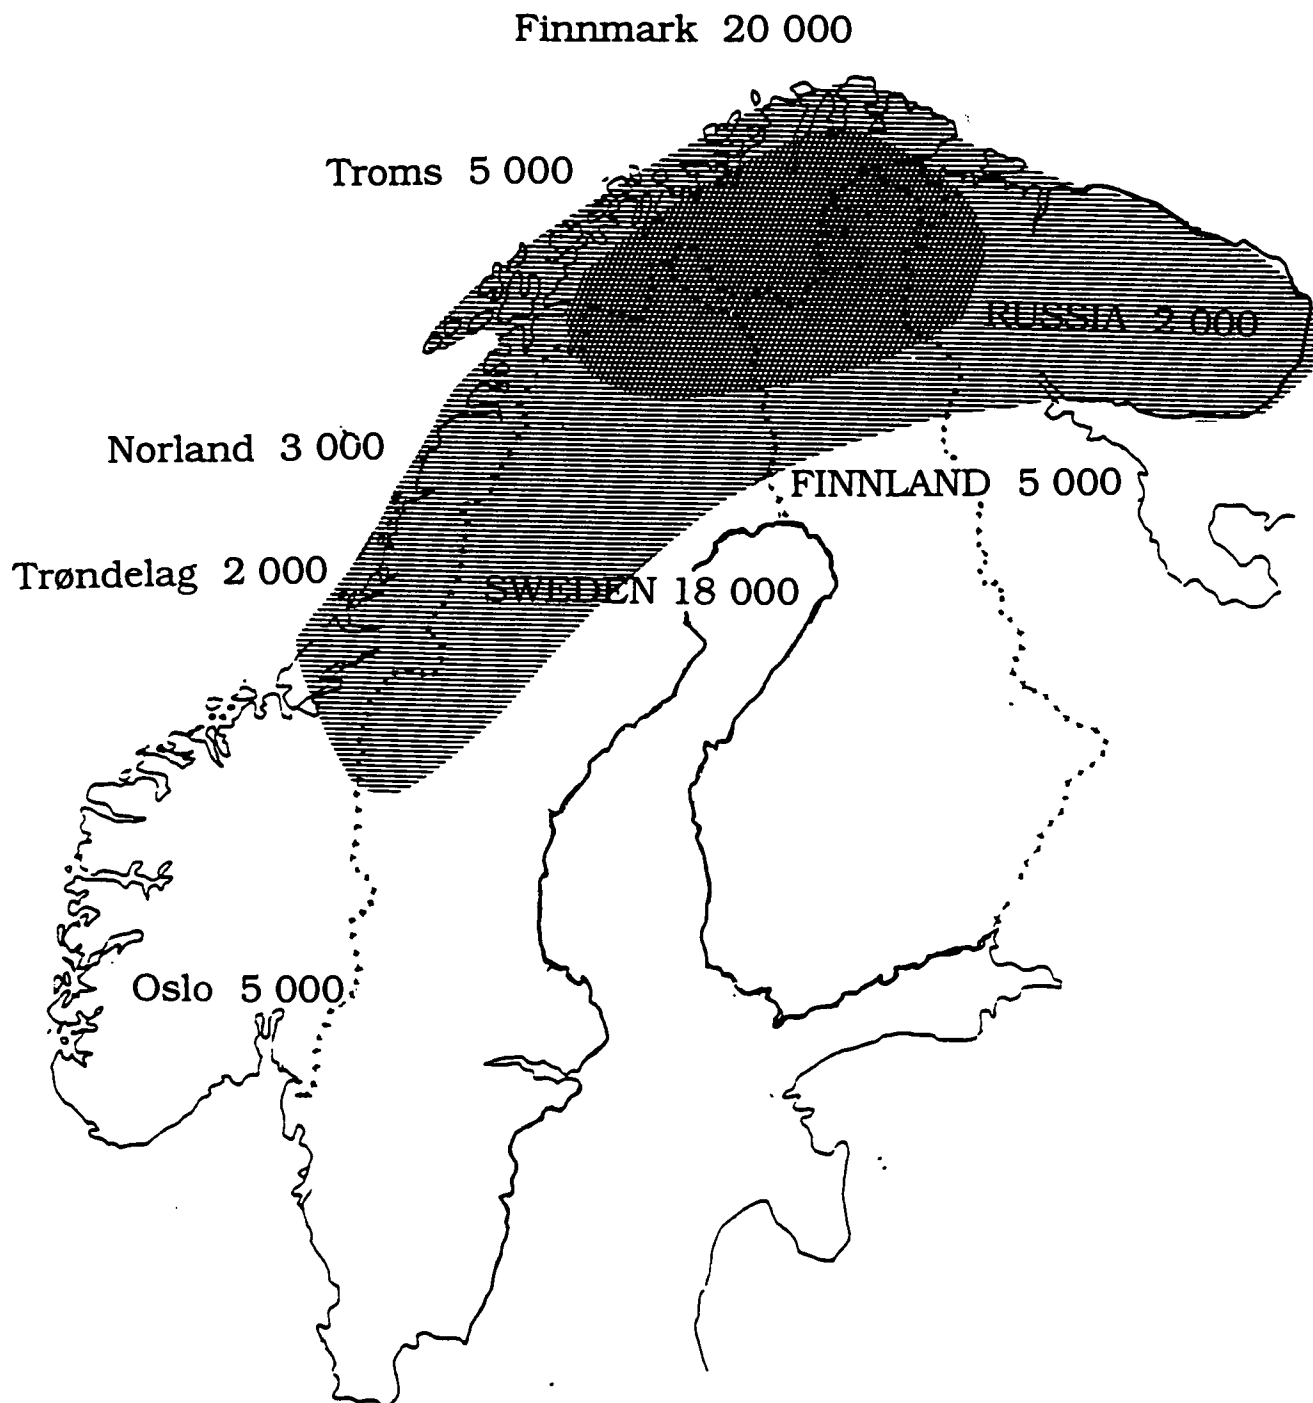 Finnmark 20 000
Troms 5 000
RUSSIA 2 000
Norland 3 000
FINNLAND 5 000
Trøndelag 2 000
SWEDEN 18 000
Oslo 5 000